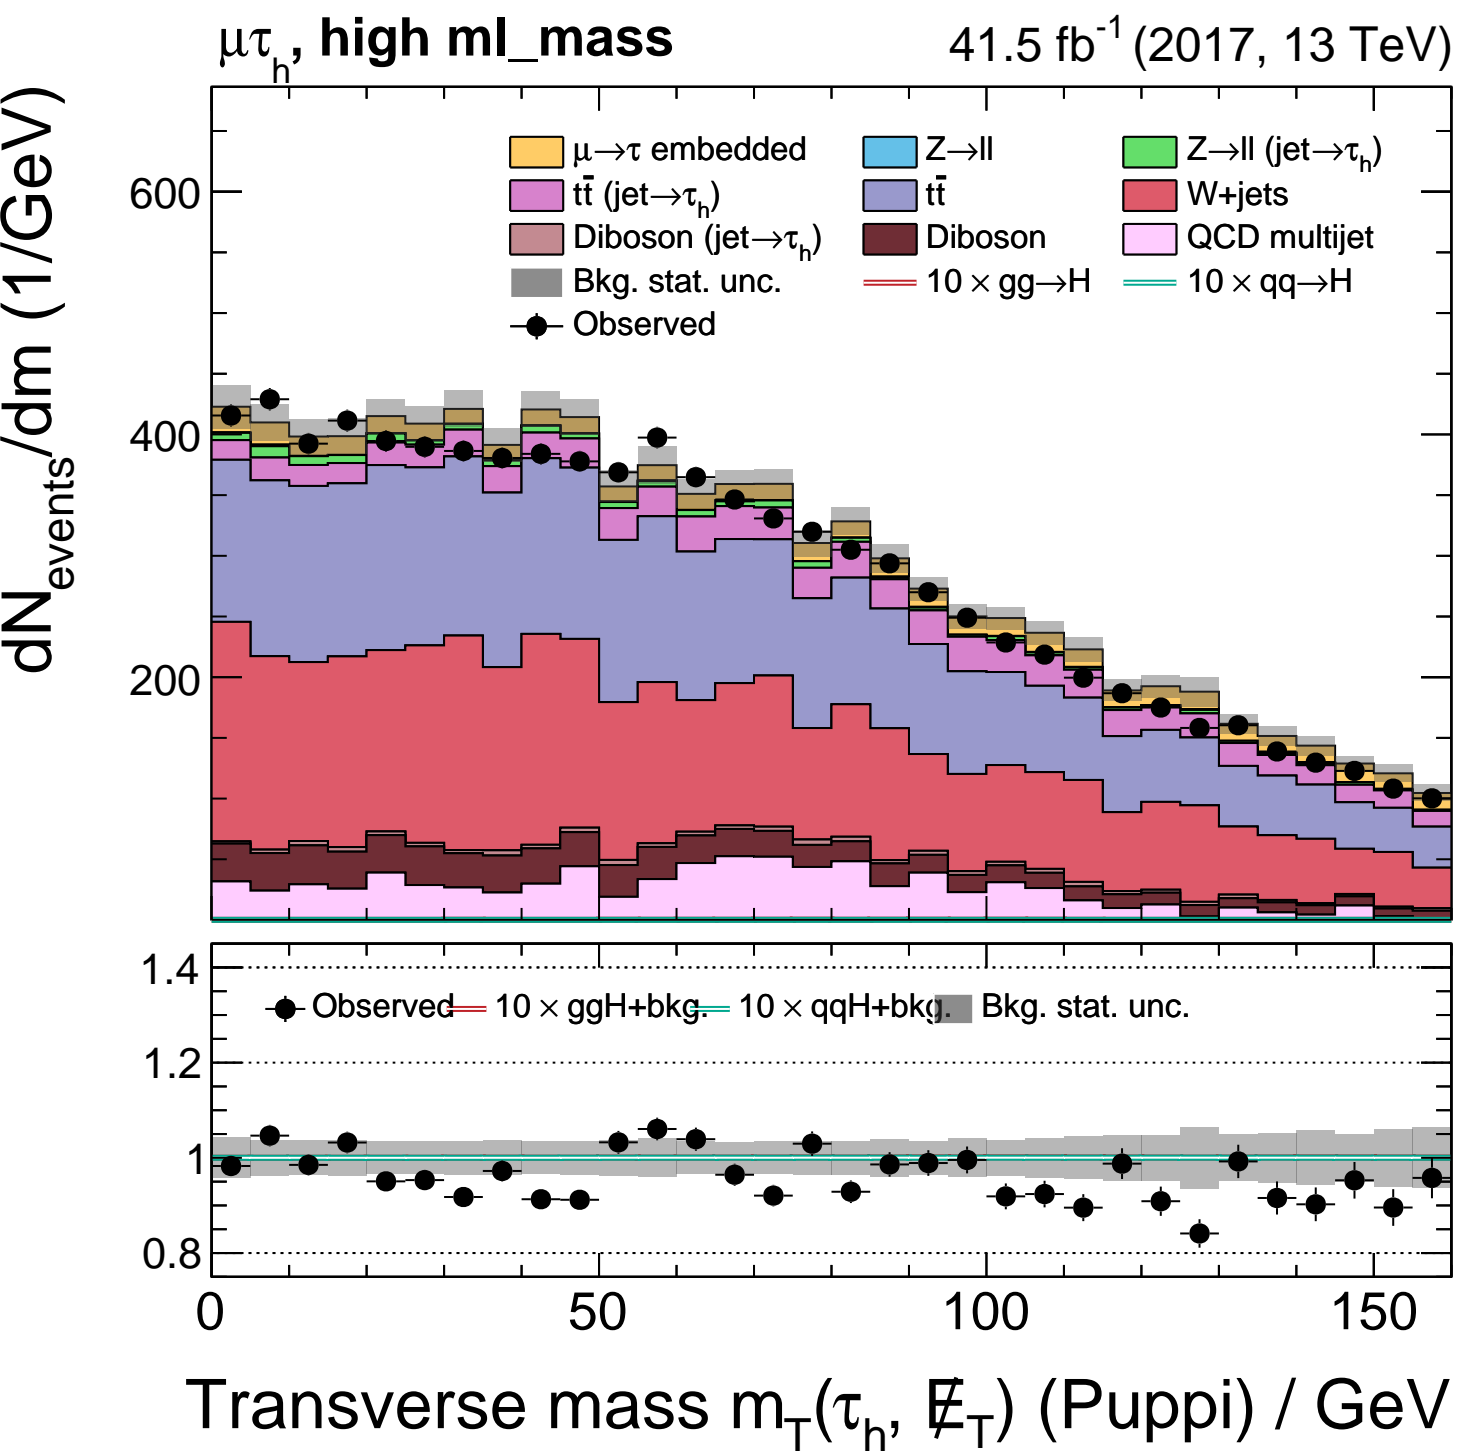 μτh, high ml_mass 41.5 fb-1 (2017, 13 TeV)
dNevents/dm (1/GeV)
μ→τ embedded Z→ll Z→ll (jet→τh)
tt̄ (jet→τh) tt̄ W+jets
Diboson (jet→τh) Diboson QCD multijet
Bkg. stat. unc. 10 × gg→H 10 × qq→H
Observed
600
400
200
1.4
Observed 10 × ggH+bkg. 10 × qqH+bkg. Bkg. stat. unc.
1.2
1
0.8
0 50 100 150
Transverse mass mT(τh, E̸T) (Puppi) / GeV